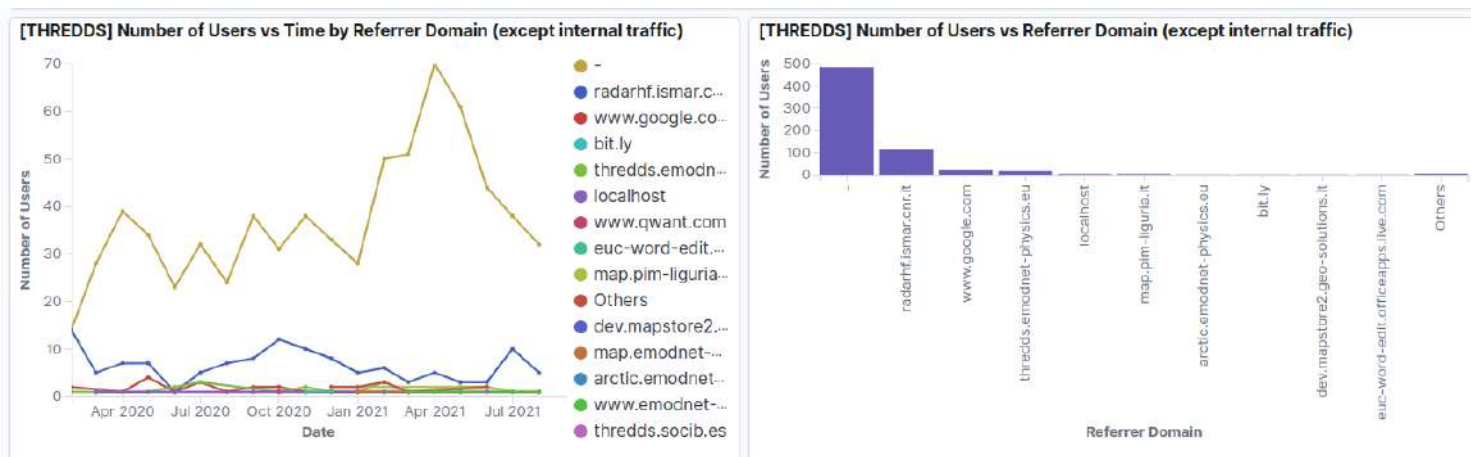 [THREDDS] Number of Users vs Time by Referrer Domain (except internal traffic)
Number of Users
70
60
50
40
30
20
10
0
Apr 2020 Jul 2020 Oct 2020 Jan 2021 Apr 2021 Jul 2021
Date
-
radarhf.ismar.c...
www.google.co...
bit.ly
thredds.emodn...
localhost
www.qwant.com
euc-word-edit....
map.pim-liguria...
Others
dev.mapstore2....
map.emodnet-...
arctic.emodnet...
www.emodnet-...
thredds.socib.es
[THREDDS] Number of Users vs Referrer Domain (except internal traffic)
Number of Users
500
400
300
200
100
0
-
radarhf.ismar.cnr.it
www.google.com
thredds.emodnet-physics.eu
localhost
map.pim-liguria.it
arctic.emodnet-physics.eu
bit.ly
dev.mapstore2.geo-solutions.it
euc-word-edit.officeapps.live.com
Others
Referrer Domain